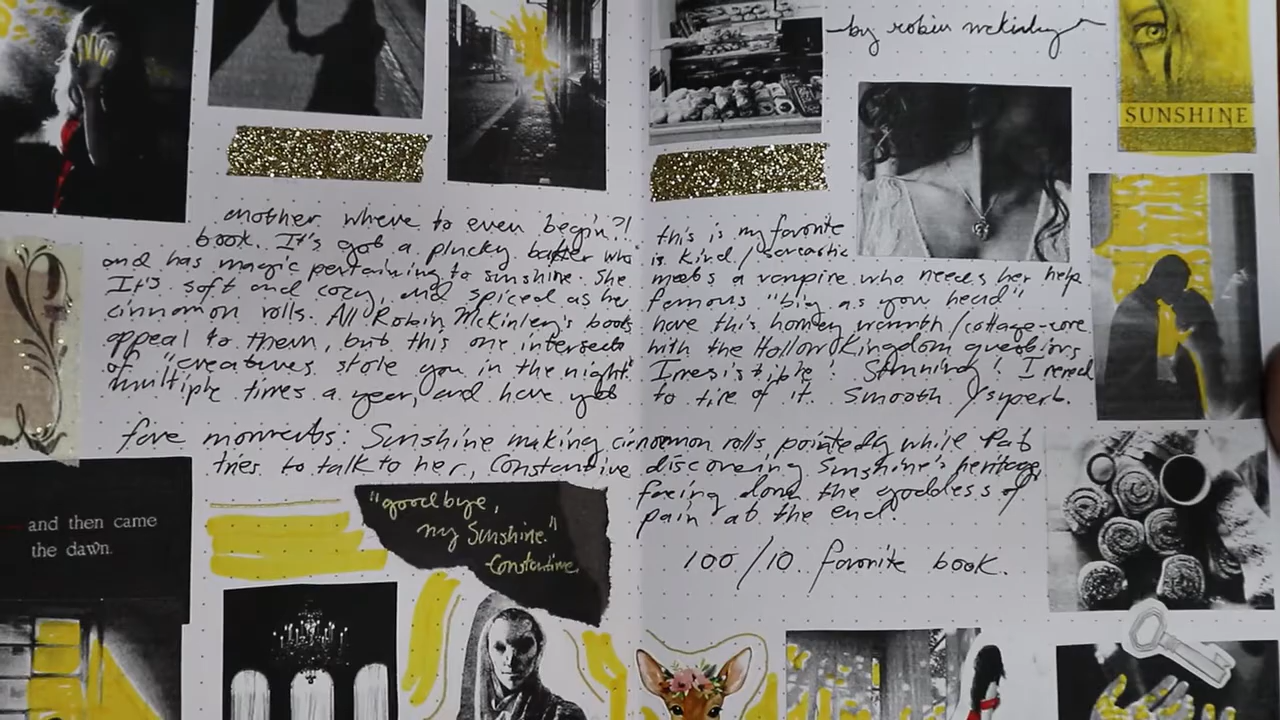 by robin mckinley
SUNSHINE
another where to even begin?!
book. It's got a plucky baker who
and has magic pertaining to sunshine. She
It's soft and cozy, and spiced as her
cinnamon rolls. All Robin McKinley's books
appeal to them, but this one intersects
of "creatures stole you in the night"
multiple times a year, and have yet
this is my favorite
is kind/sarcastic
meets a vampire who needs her help
famous "big as you head"
have this homey warmth/cottage-core
with the Hollow Kingdom questions
Irresistible! Stunning! I reread
to tire of it. Smooth/superb.
fave moments: Sunshine making cinnamon rolls pointedly while Pat
tries to talk to her, Constantine discovering Sunshine's heritage,
facing down the goddess of
pain at the end.
100/10. favorite book.
"goodbye,
my Sunshine."
Constantine
and then came
the dawn.